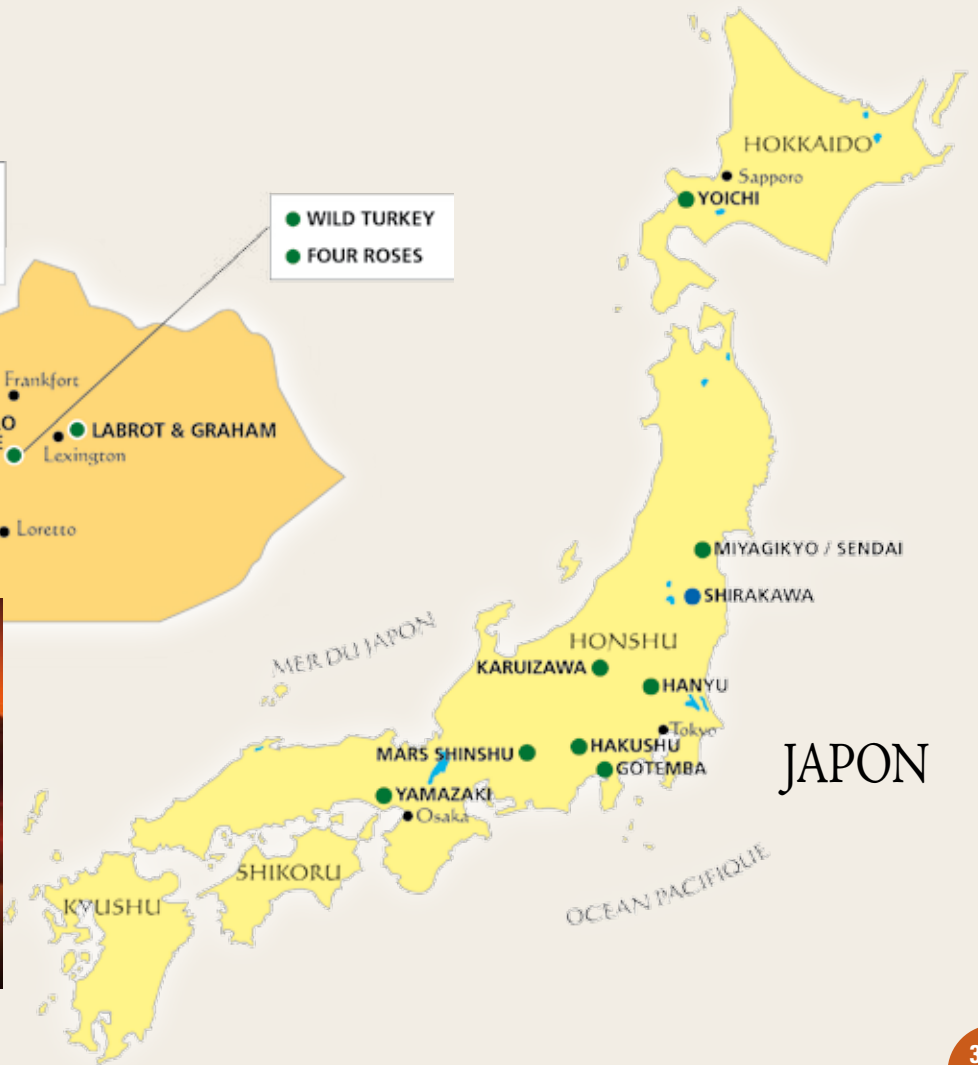 WILD TURKEY
FOUR ROSES
Frankfort
LABROT & GRAHAM
Lexington
Loretto
HOKKAIDO
Sapporo
YOICHI
MIYAGIKYO / SENDAI
SHIRAKAWA
MER DU JAPON
HONSHU
KARUIZAWA
HANYU
Tokyo
HAKUSHU
MARS SHINSHU
GOTEMBA
JAPON
YAMAZAKI
Osaka
SHIKORU
OCEAN PACIFIQUE
KYUSHU